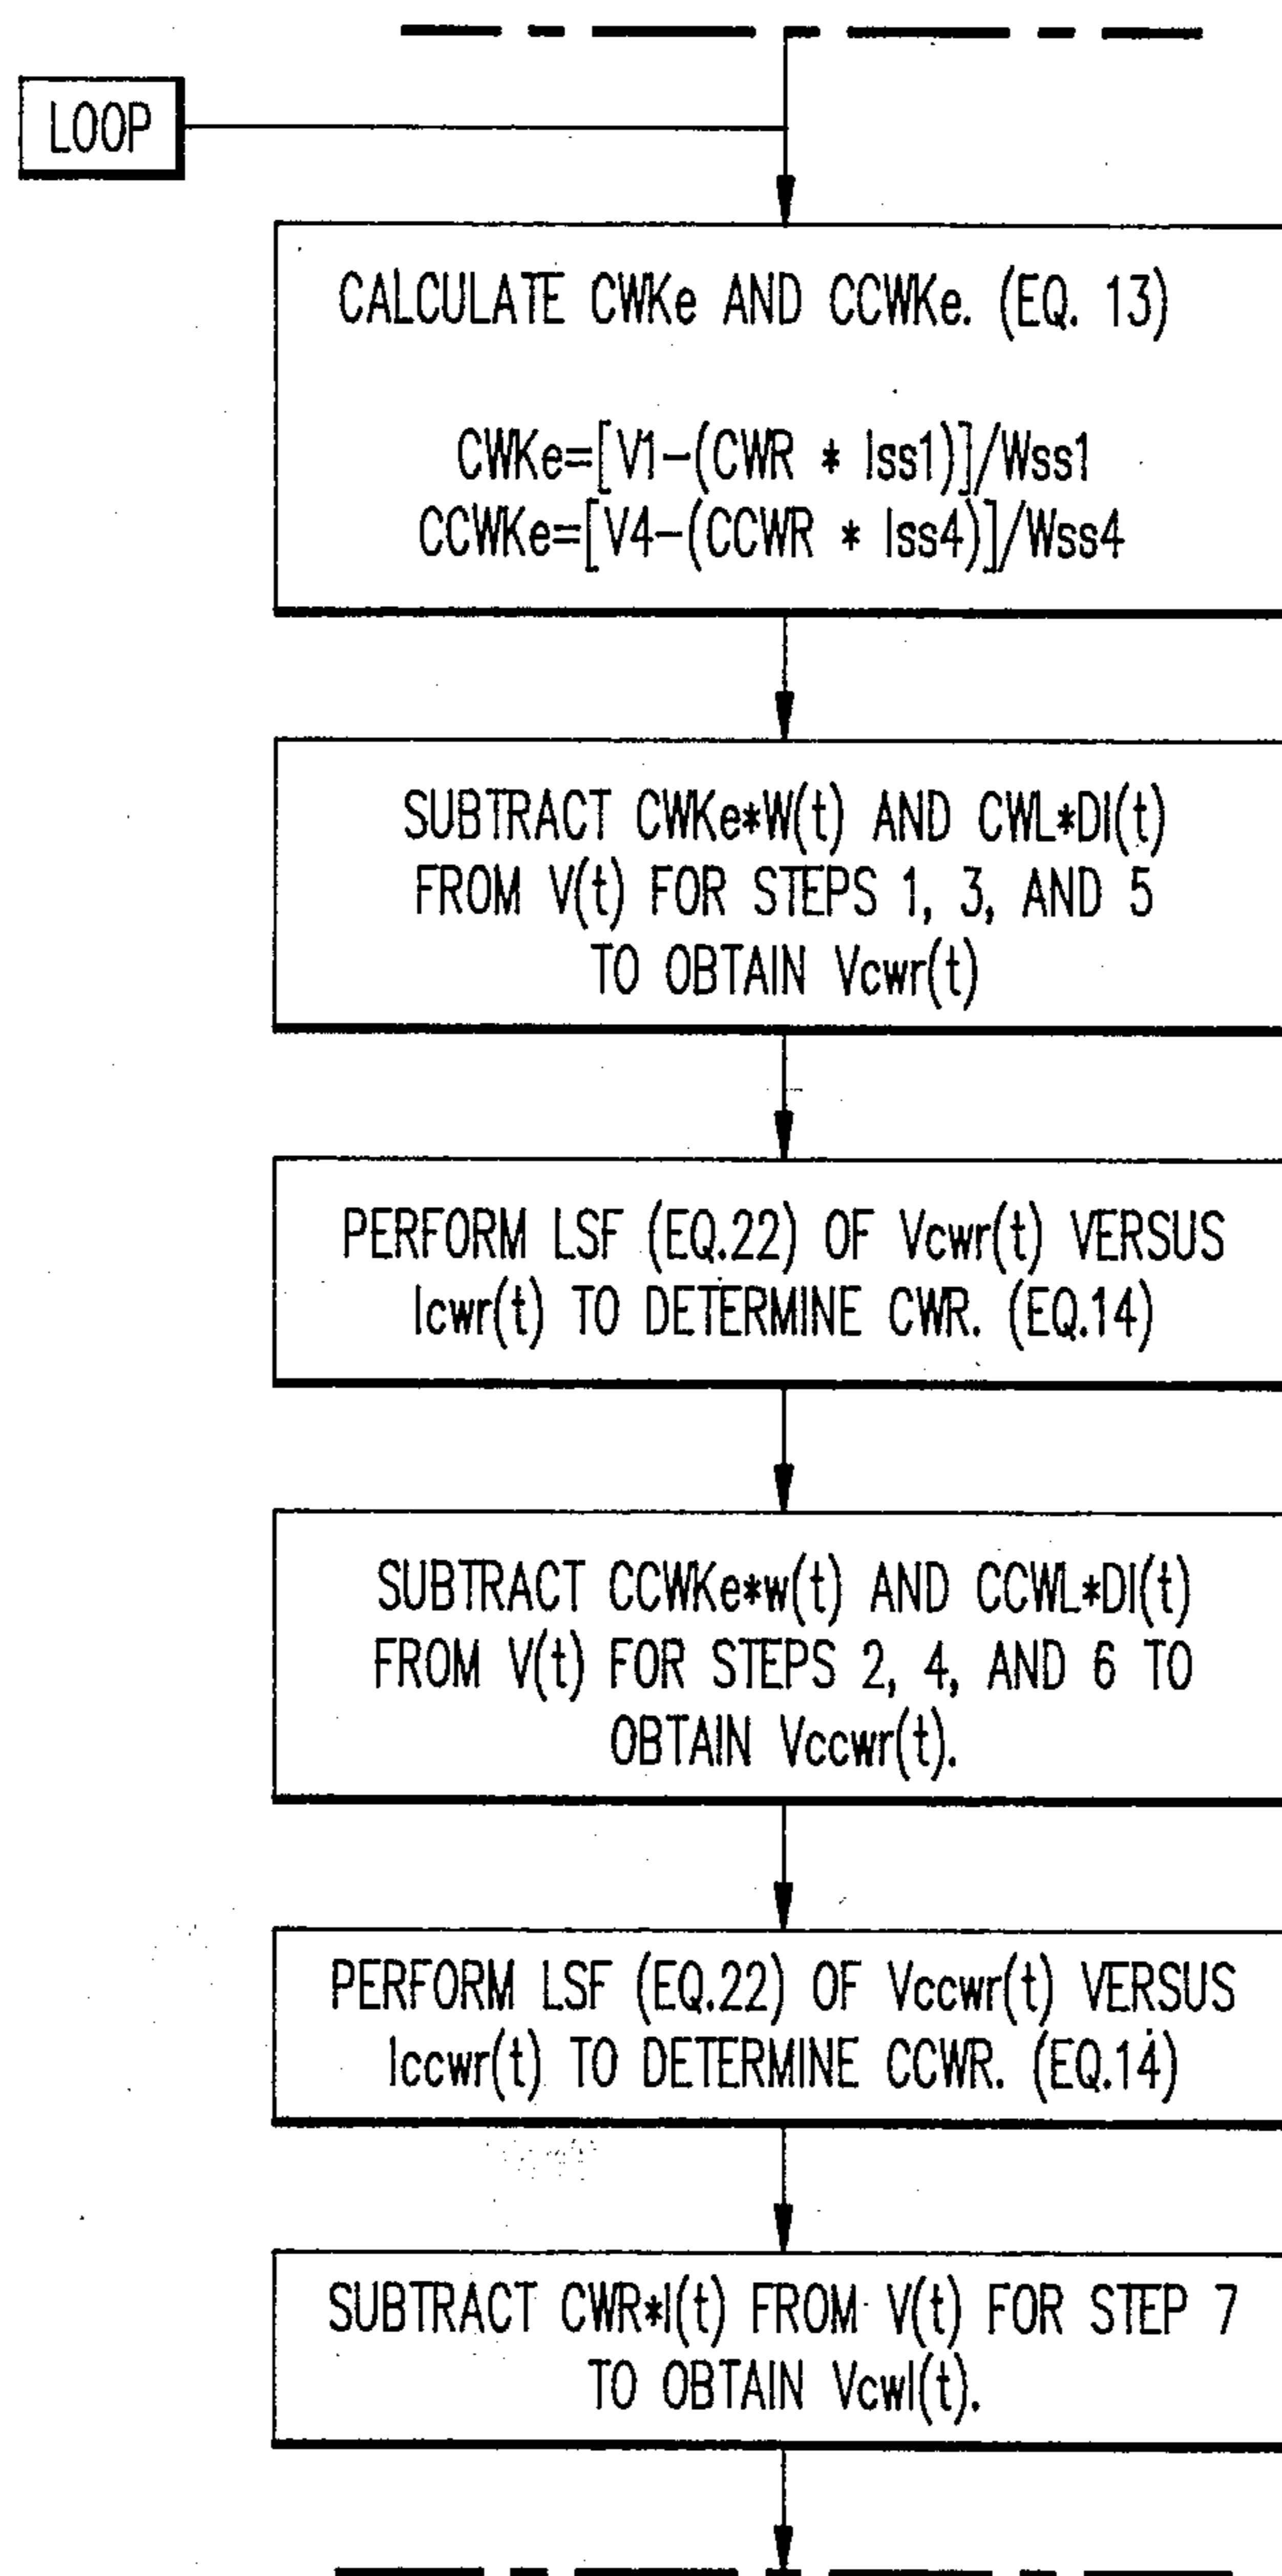 LOOP
CALCULATE CWKe AND CCWKe. (EQ. 13)
CWKe=[V1-(CWR * Iss1)]/Wss1
CCWKe=[V4-(CCWR * Iss4)]/Wss4
SUBTRACT CWKe*W(t) AND CWL*DI(t)
FROM V(t) FOR STEPS 1, 3, AND 5
TO OBTAIN Vcwr(t)
PERFORM LSF (EQ.22) OF Vcwr(t) VERSUS
Icwr(t) TO DETERMINE CWR. (EQ.14)
SUBTRACT CCWKe*w(t) AND CCWL*DI(t)
FROM V(t) FOR STEPS 2, 4, AND 6 TO
OBTAIN Vccwr(t).
PERFORM LSF (EQ.22) OF Vccwr(t) VERSUS
Iccwr(t) TO DETERMINE CCWR. (EQ.14)
SUBTRACT CWR*I(t) FROM V(t) FOR STEP 7
TO OBTAIN Vcwl(t).